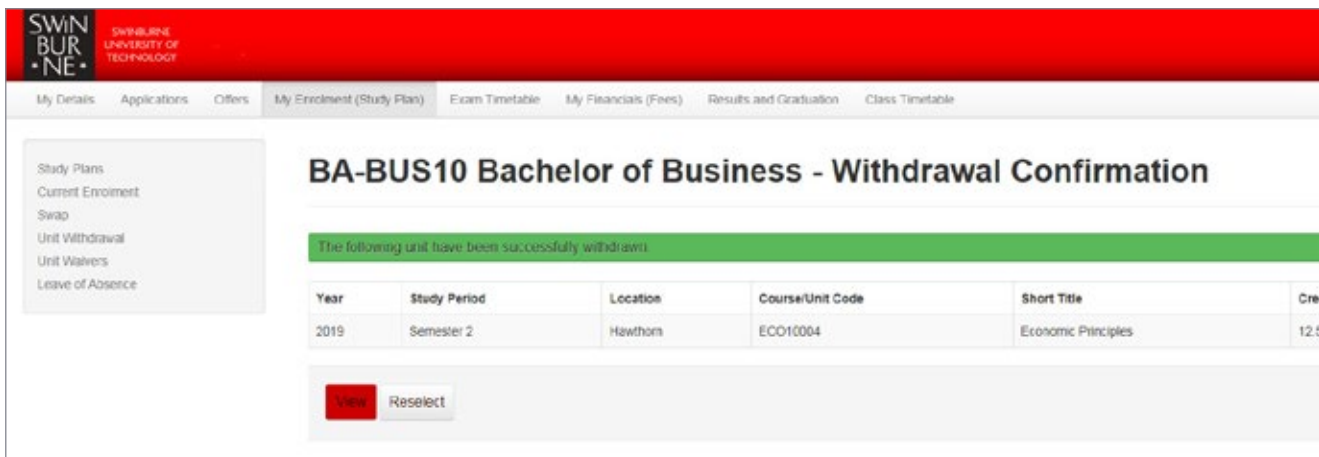 SWiN
BUR
•NE•
SWINBURNE
UNIVERSITY OF
TECHNOLOGY
My Details Applications Offers My Enrolment (Study Plan) Exam Timetable My Financials (Fees) Results and Graduation Class Timetable
Study Plans
Current Enrolment
Swap
Unit Withdrawal
Unit Waivers
Leave of Absence
BA-BUS10 Bachelor of Business - Withdrawal Confirmation
The following unit have been successfully withdrawn
Year Study Period Location Course/Unit Code Short Title Cre
2019 Semester 2 Hawthorn ECO10004 Economic Principles 12.5
View Reselect